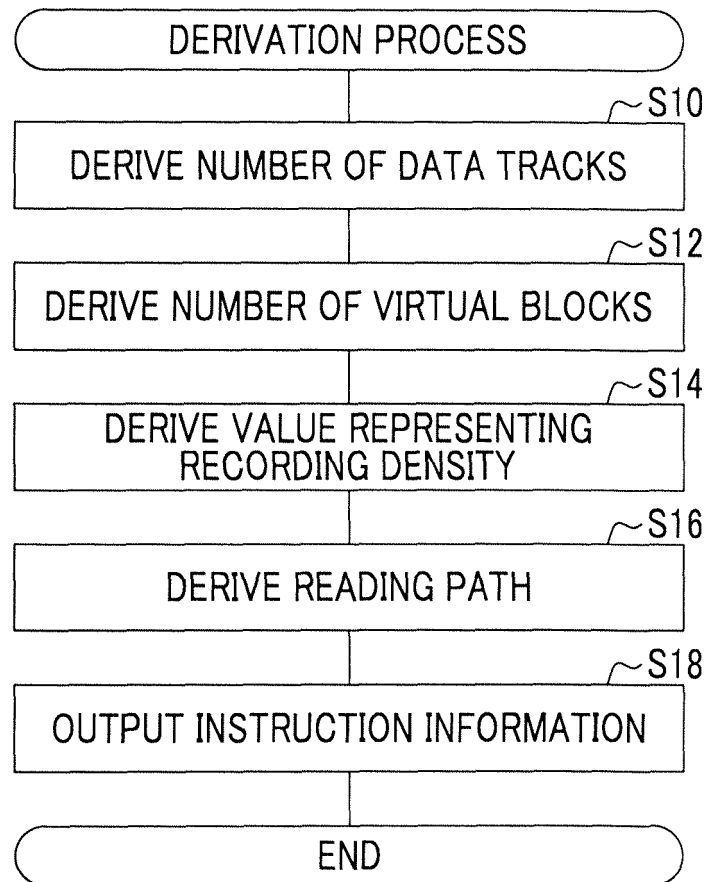 DERIVATION PROCESS
S10
DERIVE NUMBER OF DATA TRACKS
S12
DERIVE NUMBER OF VIRTUAL BLOCKS
S14
DERIVE VALUE REPRESENTING
RECORDING DENSITY
S16
DERIVE READING PATH
S18
OUTPUT INSTRUCTION INFORMATION
END